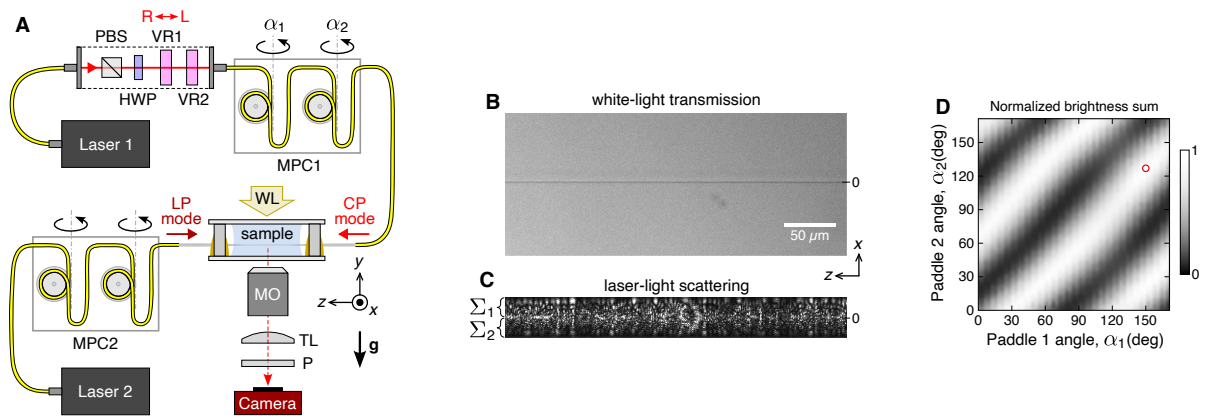 A
R ↔ L
PBS
VR1
HWP
VR2
α1
α2
MPC1
Laser 1
WL
LP
mode
CP
mode
sample
MO
y
z
x
TL
P
g
Camera
MPC2
Laser 2
B
white-light transmission
0
50 µm
x
z
C
laser-light scattering
Σ1
Σ2
0
D
Normalized brightness sum
Paddle 2 angle, α2(deg)
150
120
90
60
30
0
0 30 60 90 120 150
Paddle 1 angle, α1(deg)
1
0